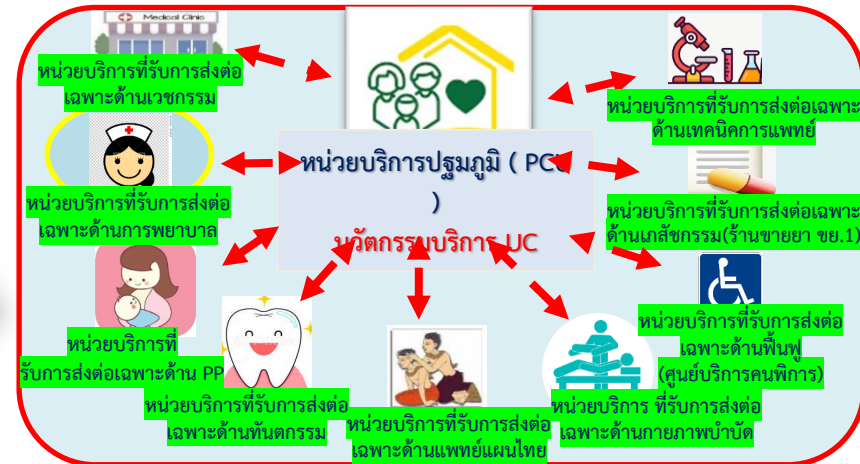 Medical Clinic
หน่วยบริการที่รับการส่งต่อ
เฉพาะด้านเวชกรรม
หน่วยบริการที่รับการส่งต่อเฉพาะ
ด้านเทคนิคการแพทย์
หน่วยบริการปฐมภูมิ ( PCU
)
นวัตกรรมบริการ UC
หน่วยบริการที่รับการส่งต่อ
เฉพาะด้านการพยาบาล
หน่วยบริการที่รับการส่งต่อเฉพาะ
ด้านเภสัชกรรม(ร้านขายยา ขย.1)
หน่วยบริการที่
รับการส่งต่อเฉพาะด้าน PP
หน่วยบริการที่รับการส่งต่อ
เฉพาะด้านฟื้นฟู
(ศูนย์บริการคนพิการ)
หน่วยบริการที่รับการส่งต่อ
เฉพาะด้านทันตกรรม
หน่วยบริการที่รับการส่งต่อ
เฉพาะด้านแพทย์แผนไทย
หน่วยบริการ ที่รับการส่งต่อ
เฉพาะด้านกายภาพบำบัด